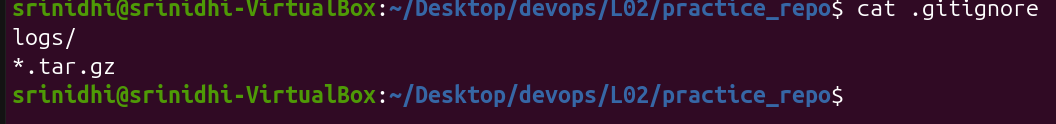 srinidhi@srinidhi-VirtualBox:~/Desktop/devops/L02/practice_repo$ cat .gitignore
logs/
*.tar.gz
srinidhi@srinidhi-VirtualBox:~/Desktop/devops/L02/practice_repo$